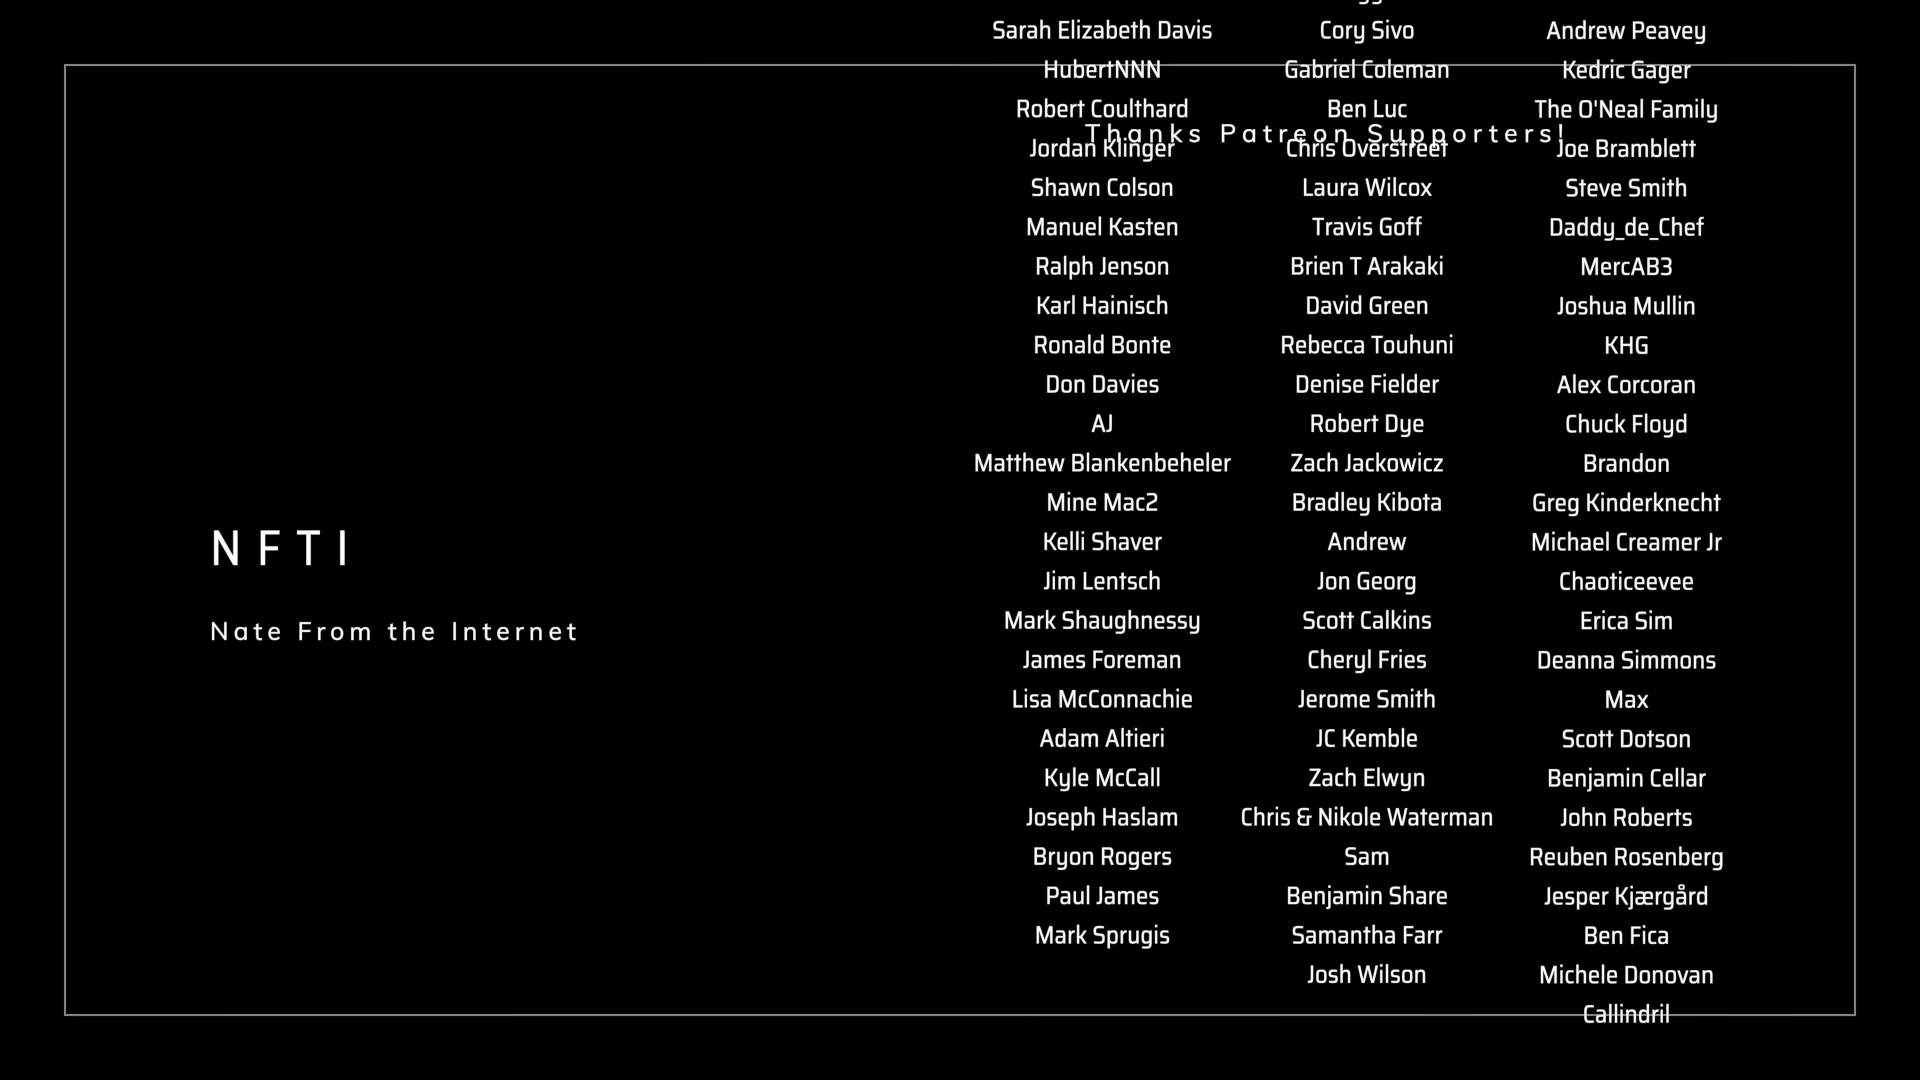 NFTI
Nate From the Internet
Thanks Patreon Supporters!
Sarah Elizabeth Davis
HubertNNN
Robert Coulthard
Jordan Klinger
Shawn Colson
Manuel Kasten
Ralph Jenson
Karl Hainisch
Ronald Bonte
Don Davies
AJ
Matthew Blankenbeheler
Mine Mac2
Kelli Shaver
Jim Lentsch
Mark Shaughnessy
James Foreman
Lisa McConnachie
Adam Altieri
Kyle McCall
Joseph Haslam
Bryon Rogers
Paul James
Mark Sprugis
Cory Sivo
Gabriel Coleman
Ben Luc
Chris Overstreet
Laura Wilcox
Travis Goff
Brien T Arakaki
David Green
Rebecca Touhuni
Denise Fielder
Robert Dye
Zach Jackowicz
Bradley Kibota
Andrew
Jon Georg
Scott Calkins
Cheryl Fries
Jerome Smith
JC Kemble
Zach Elwyn
Chris & Nikole Waterman
Sam
Benjamin Share
Samantha Farr
Josh Wilson
Andrew Peavey
Kedric Gager
The O'Neal Family
Joe Bramblett
Steve Smith
Daddy_de_Chef
MercAB3
Joshua Mullin
KHG
Alex Corcoran
Chuck Floyd
Brandon
Greg Kinderknecht
Michael Creamer Jr
Chaoticeevee
Erica Sim
Deanna Simmons
Max
Scott Dotson
Benjamin Cellar
John Roberts
Reuben Rosenberg
Jesper Kjærgård
Ben Fica
Michele Donovan
Callindril